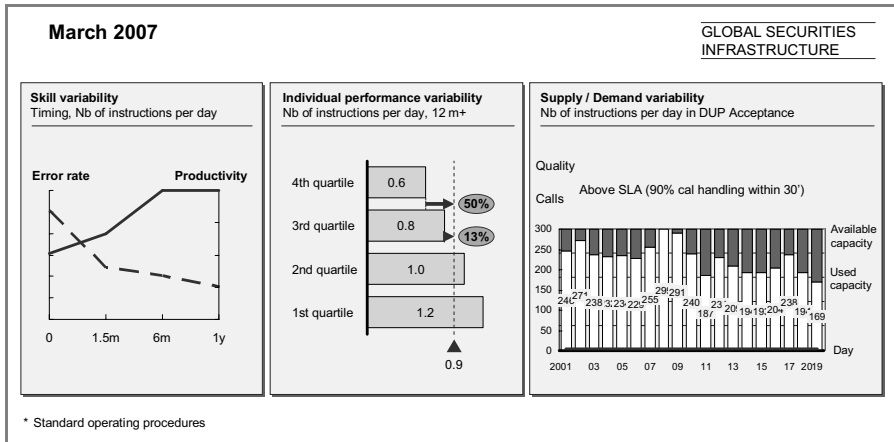 March 2007
GLOBAL SECURITIES
INFRASTRUCTURE
Skill variability
Timing, Nb of instructions per day
Error rate
Productivity
0 1.5m 6m 1y
Individual performance variability
Nb of instructions per day, 12 m+
4th quartile 0.6
50%
3rd quartile 0.8
13%
2nd quartile 1.0
1st quartile 1.2
0.9
Supply / Demand variability
Nb of instructions per day in DUP Acceptance
Quality
Above SLA (90% cal handling within 30')
Calls
300
250
200
150
100
50
0
Available
capacity
Used
capacity
271 238 229 255 291 240 187 238 169
Day
2001 03 05 07 09 11 13 15 17 2019
* Standard operating procedures